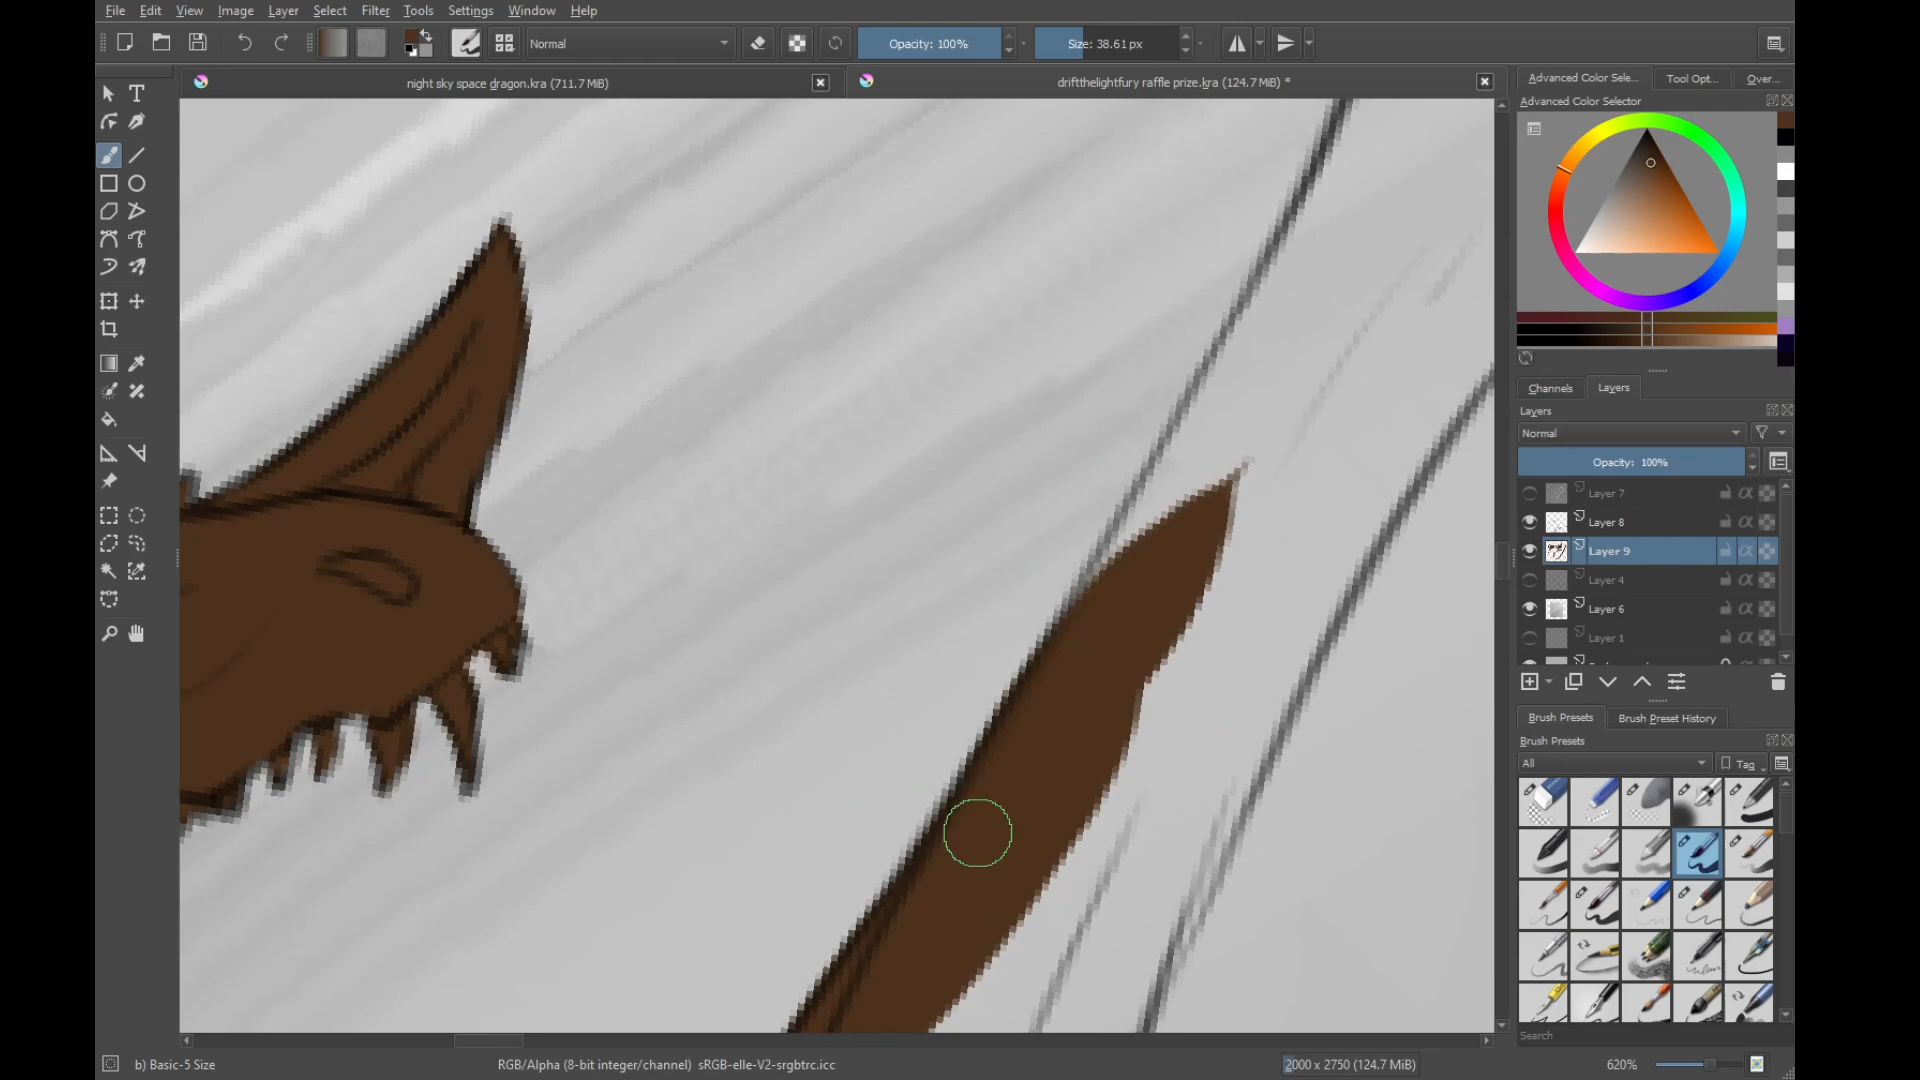 File Edit View Image Layer Select Filter Tools Settings Window Help
Normal Opacity: 100% Size: 38.61 px
night sky space dragon.kra (711.7 MiB)
driftthelightfury raffle prize.kra (124.7 MiB) *
Advanced Color Sele... Tool Opt... Over...
Advanced Color Selector
Channels Layers
Layers
Normal
Opacity: 100%
Layer 7
Layer 8
Layer 9
Layer 4
Layer 6
Layer 1
Brush Presets Brush Preset History
Brush Presets
All Tag
Search
b) Basic-5 Size RGB/Alpha (8-bit integer/channel) sRGB-elle-V2-srgbtrc.icc 2000 x 2750 (124.7 MiB) 620%